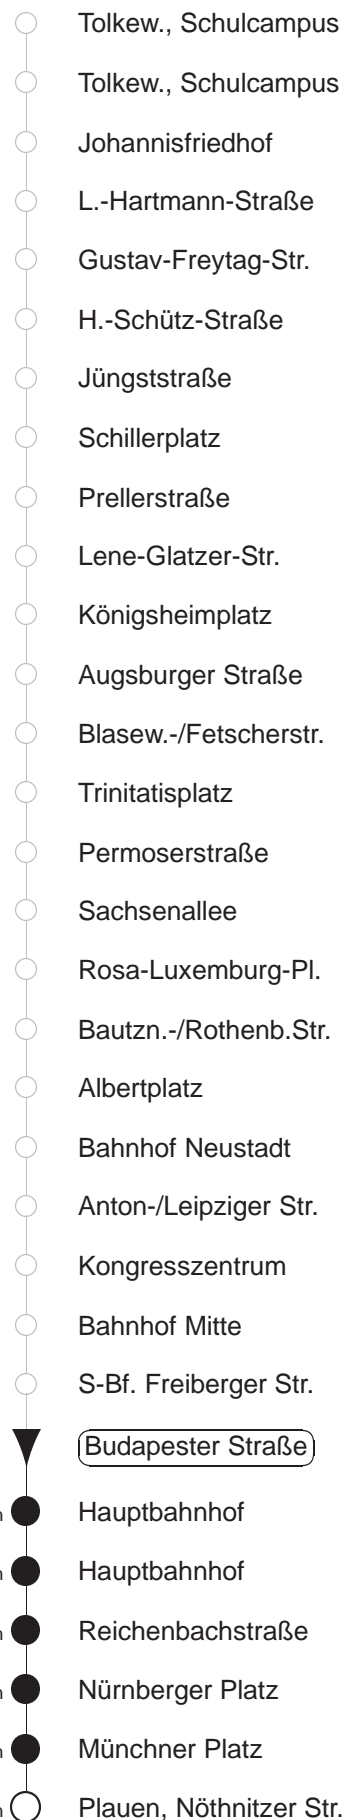 Tolkew., Schulcampus
Tolkew., Schulcampus
Johannisfriedhof
L.-Hartmann-Straße
Gustav-Freytag-Str.
H.-Schütz-Straße
Jüngststraße
Schillerplatz
Prellerstraße
Lene-Glatzer-Str.
Königsheimplatz
Augsburger Straße
Blasew.-/Fetscherstr.
Trinitatisplatz
Permoserstraße
Sachsenallee
Rosa-Luxemburg-Pl.
Bautzn.-/Rothenb.Str.
Albertplatz
Bahnhof Neustadt
Anton-/Leipziger Str.
Kongresszentrum
Bahnhof Mitte
S-Bf. Freiberger Str.
Budapester Straße
Hauptbahnhof
Hauptbahnhof
Reichenbachstraße
Nürnberger Platz
Münchner Platz
Plauen, Nöthnitzer Str.